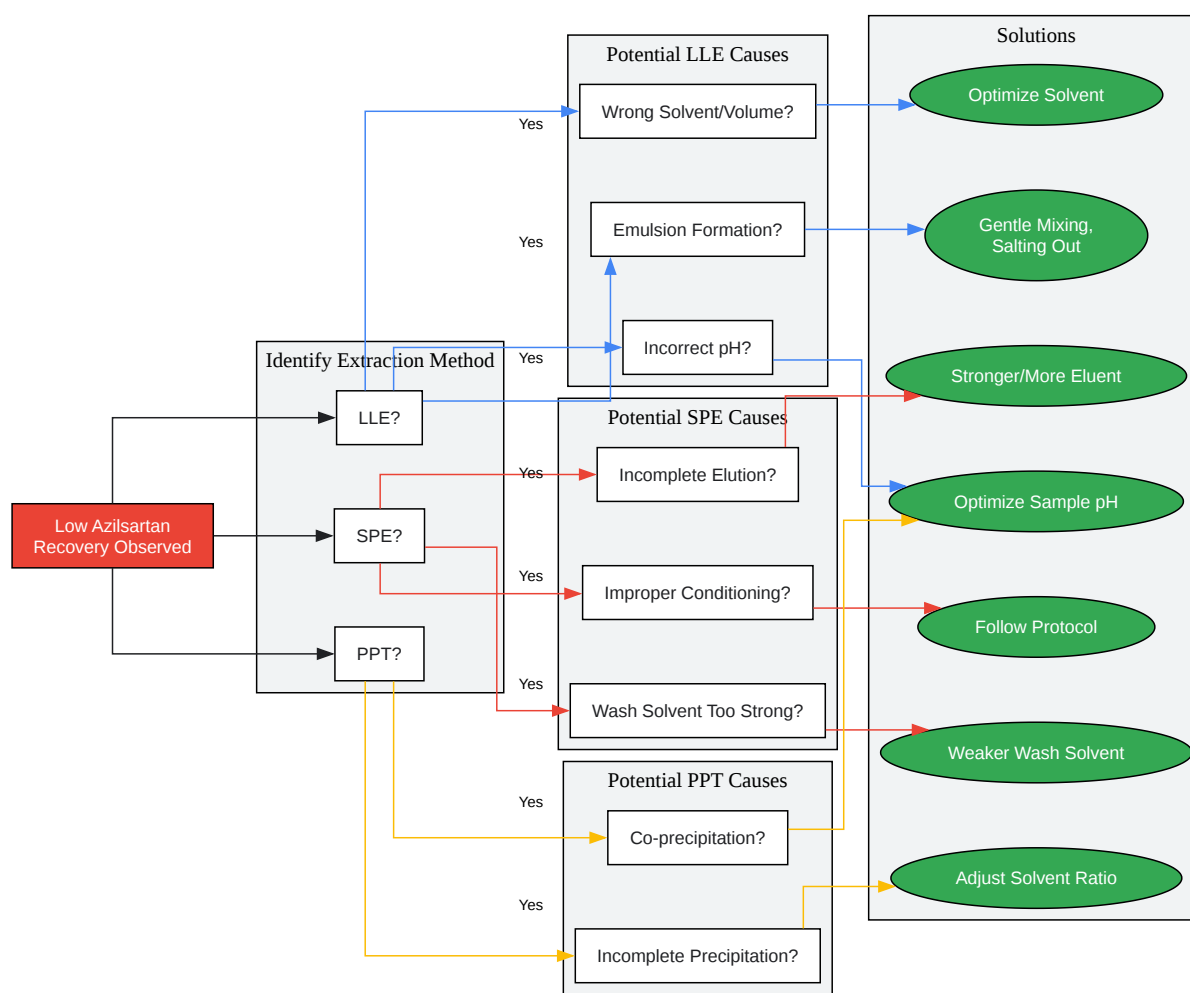 Low Azilsartan
Recovery Observed
Identify Extraction Method
LLE?
SPE?
PPT?
Yes
Yes
Yes
Yes
Yes
Yes
Yes
Yes
Potential LLE Causes
Wrong Solvent/Volume?
Emulsion Formation?
Incorrect pH?
Potential SPE Causes
Incomplete Elution?
Improper Conditioning?
Wash Solvent Too Strong?
Potential PPT Causes
Co-precipitation?
Incomplete Precipitation?
Solutions
Optimize Solvent
Gentle Mixing,
Salting Out
Stronger/More Eluent
Optimize Sample pH
Follow Protocol
Weaker Wash Solvent
Adjust Solvent Ratio